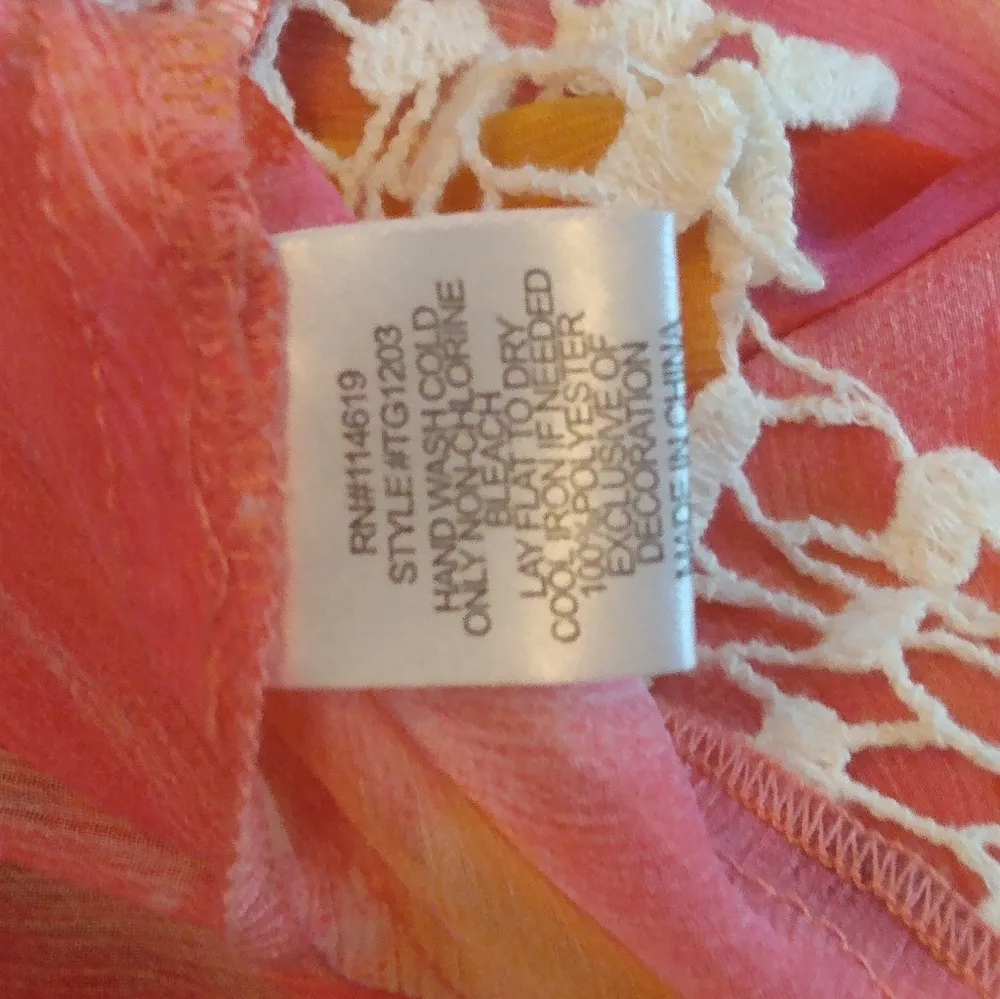 RN#114619
STYLE #TG1203
HAND WASH COLD
ONLY NON-CHLORINE
BLEACH
LAY FLAT TO DRY
COOL IRON IF NEEDED
100%POLYESTER
EXCLUSIVE OF
DECORATION
MADE IN CHINA